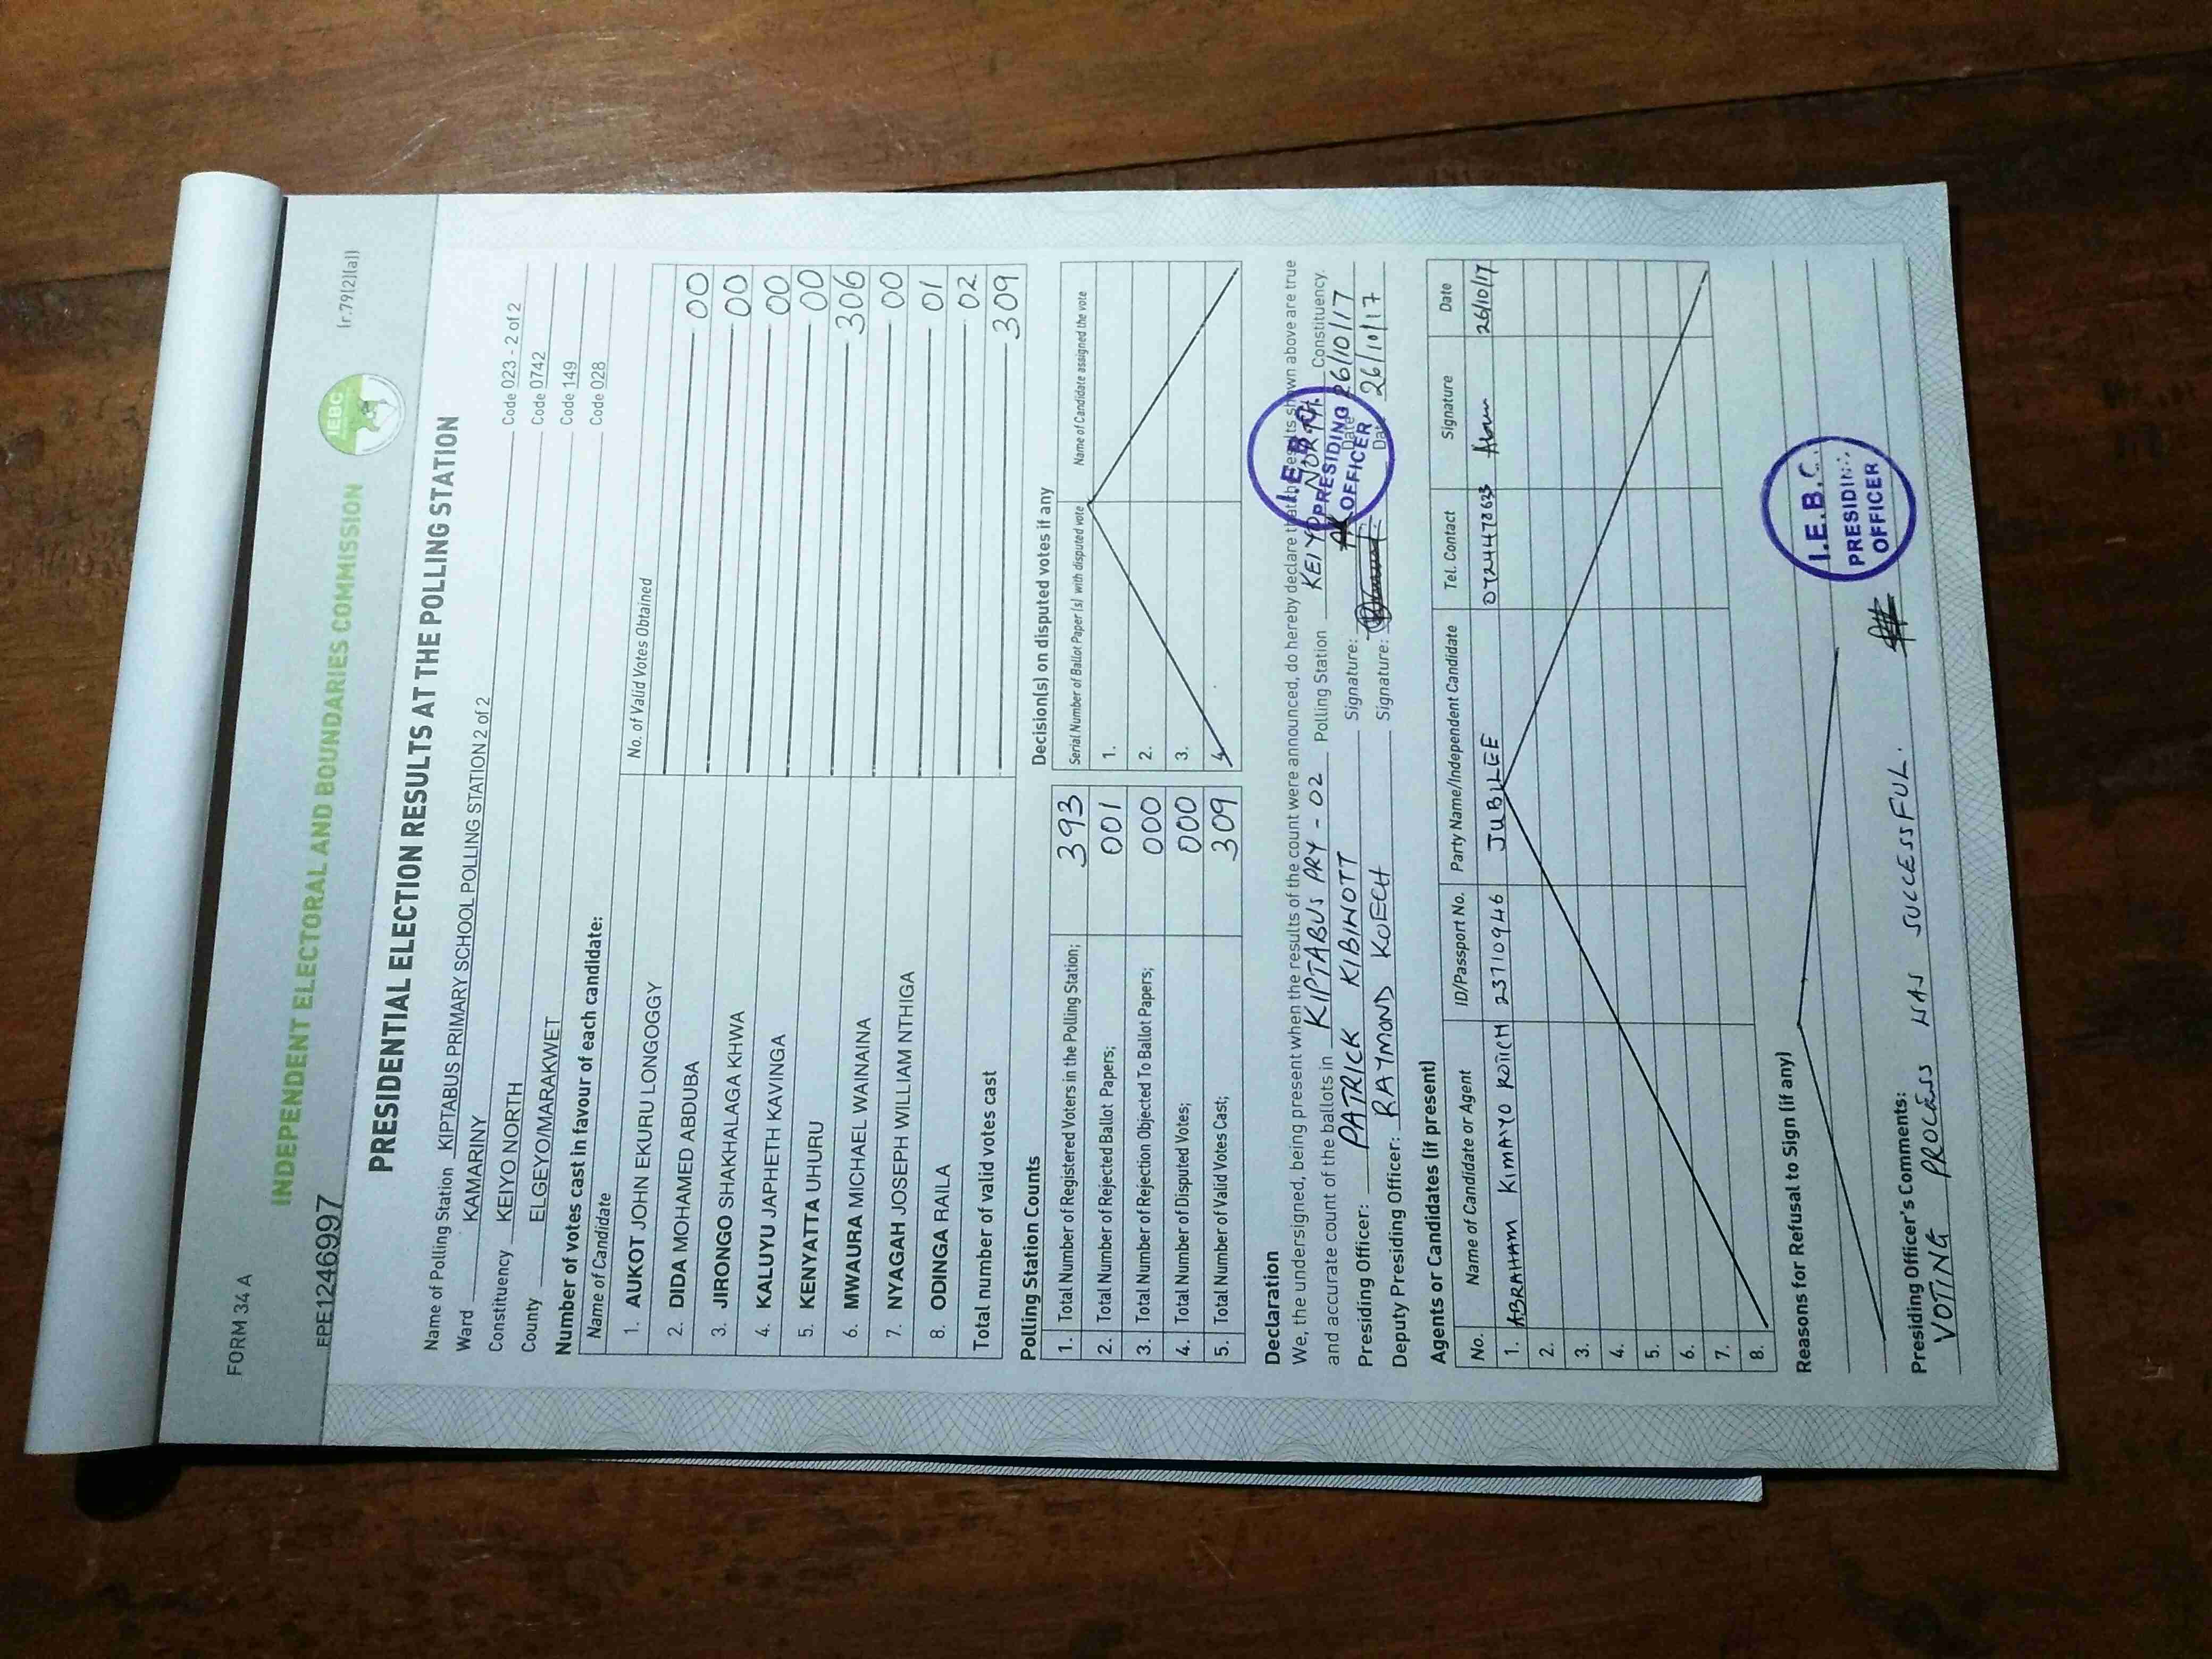 FORM 34 A
(r.79(2)(a))
EPE1246997
INDEPENDENT ELECTORAL AND BOUNDARIES COMMISSION
IEBC
PRESIDENTIAL ELECTION RESULTS AT THE POLLING STATION
Name of Polling Station KIPTABUS PRIMARY SCHOOL POLLING STATION 2 of 2 Code 023 - 2 of 2
Ward KAMARINY Code 0742
Constituency KEIYO NORTH Code 149
County ELGEYO/MARAKWET Code 028
Number of votes cast in favour of each candidate:
Name of Candidate No. of Valid Votes Obtained
1. AUKOT JOHN EKURU LONGOGGY 00
2. DIDA MOHAMED ABDUBA 00
3. JIRONGO SHAKHALAGA KHWA 00
4. KALUYU JAPHETH KAVINGA 00
5. KENYATTA UHURU 306
6. MWAURA MICHAEL WAINAINA 00
7. NYAGAH JOSEPH WILLIAM NTHIGA 01
8. ODINGA RAILA 02
Total number of valid votes cast 309
Polling Station Counts
1. Total Number of Registered Voters in the Polling Station; 393
2. Total Number of Rejected Ballot Papers; 001
3. Total Number of Rejection Objected To Ballot Papers; 000
4. Total Number of Disputed Votes; 000
5. Total Number of Valid Votes Cast; 309
Decision(s) on disputed votes if any
Serial Number of Ballot Paper (s) with disputed vote Name of Candidate assigned the vote
1.
2.
3.
4.
Declaration
We, the undersigned, being present when the results of the count were announced, do hereby declare that the results shown above are true
and accurate count of the ballots in KIPTABUS PRY - 02 Polling Station KEIYO NORTH Constituency.
Presiding Officer: PATRICK KIBIWOTT Signature: Date 26/10/17
Deputy Presiding Officer: RAYMOND KOECH Signature: Date 26/10/17
I.E.B.C.
PRESIDING
OFFICER
Agents or Candidates (if present)
No. Name of Candidate or Agent ID/Passport No. Party Name/Independent Candidate Tel. Contact Signature Date
1. ABRAHAM KIMAYO ROTICH 23710946 JUBLEE 0724478623 26/10/17
2.
3.
4.
5.
6.
7.
8.
Reasons for Refusal to Sign (if any)
Presiding Officer's Comments:
VOTING PROCESS WAS SUCCESSFUL.
I.E.B.C.
PRESIDING
OFFICER